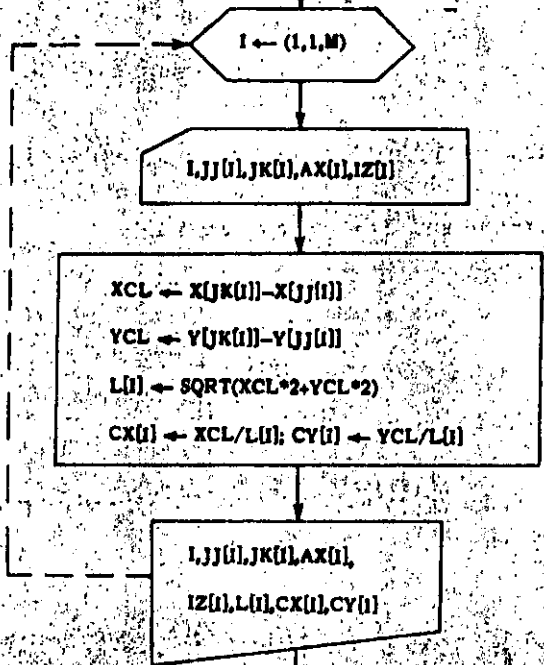 I ← (1,1,M)
I,JJ[I],JK[I],AX[I],IZ[I]
XCL ← X[JK[I]]–X[JJ[I]]
YCL ← Y[JK[I]]–Y[JJ[I]]
L[I] ← SQRT(XCL*2+YCL*2)
CX[I] ← XCL/L[I]; CY[I] ← YCL/L[I]
I,JJ[I],JK[I],AX[I],
IZ[I],L[I],CX[I],CY[I]